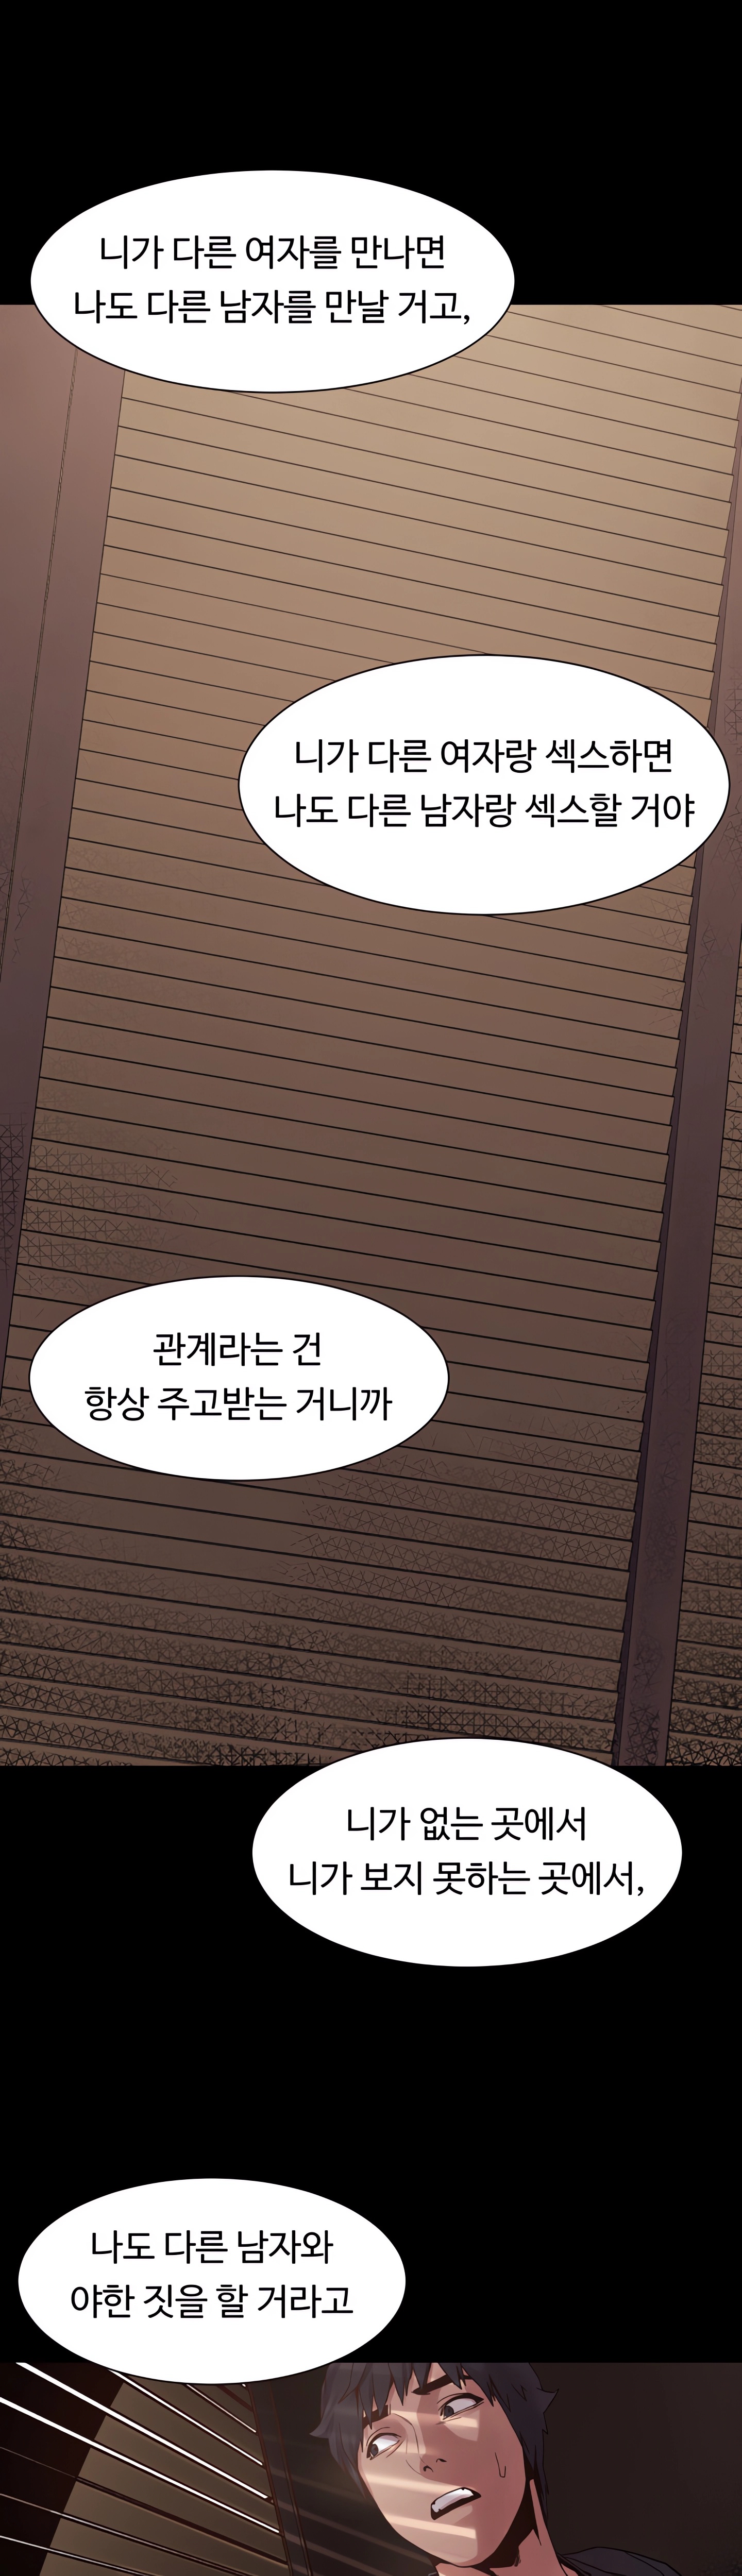 니가 다른 여자를 만나면
나도 다른 남자를 만날 거고,
니가 다른 여자랑 섹스하면
나도 다른 남자랑 섹스할 거야
관계라는 건
항상 주고받는 거니까
니가 없는 곳에서
니가 보지 못하는 곳에서,
나도 다른 남자와
야한 짓을 할 거라고